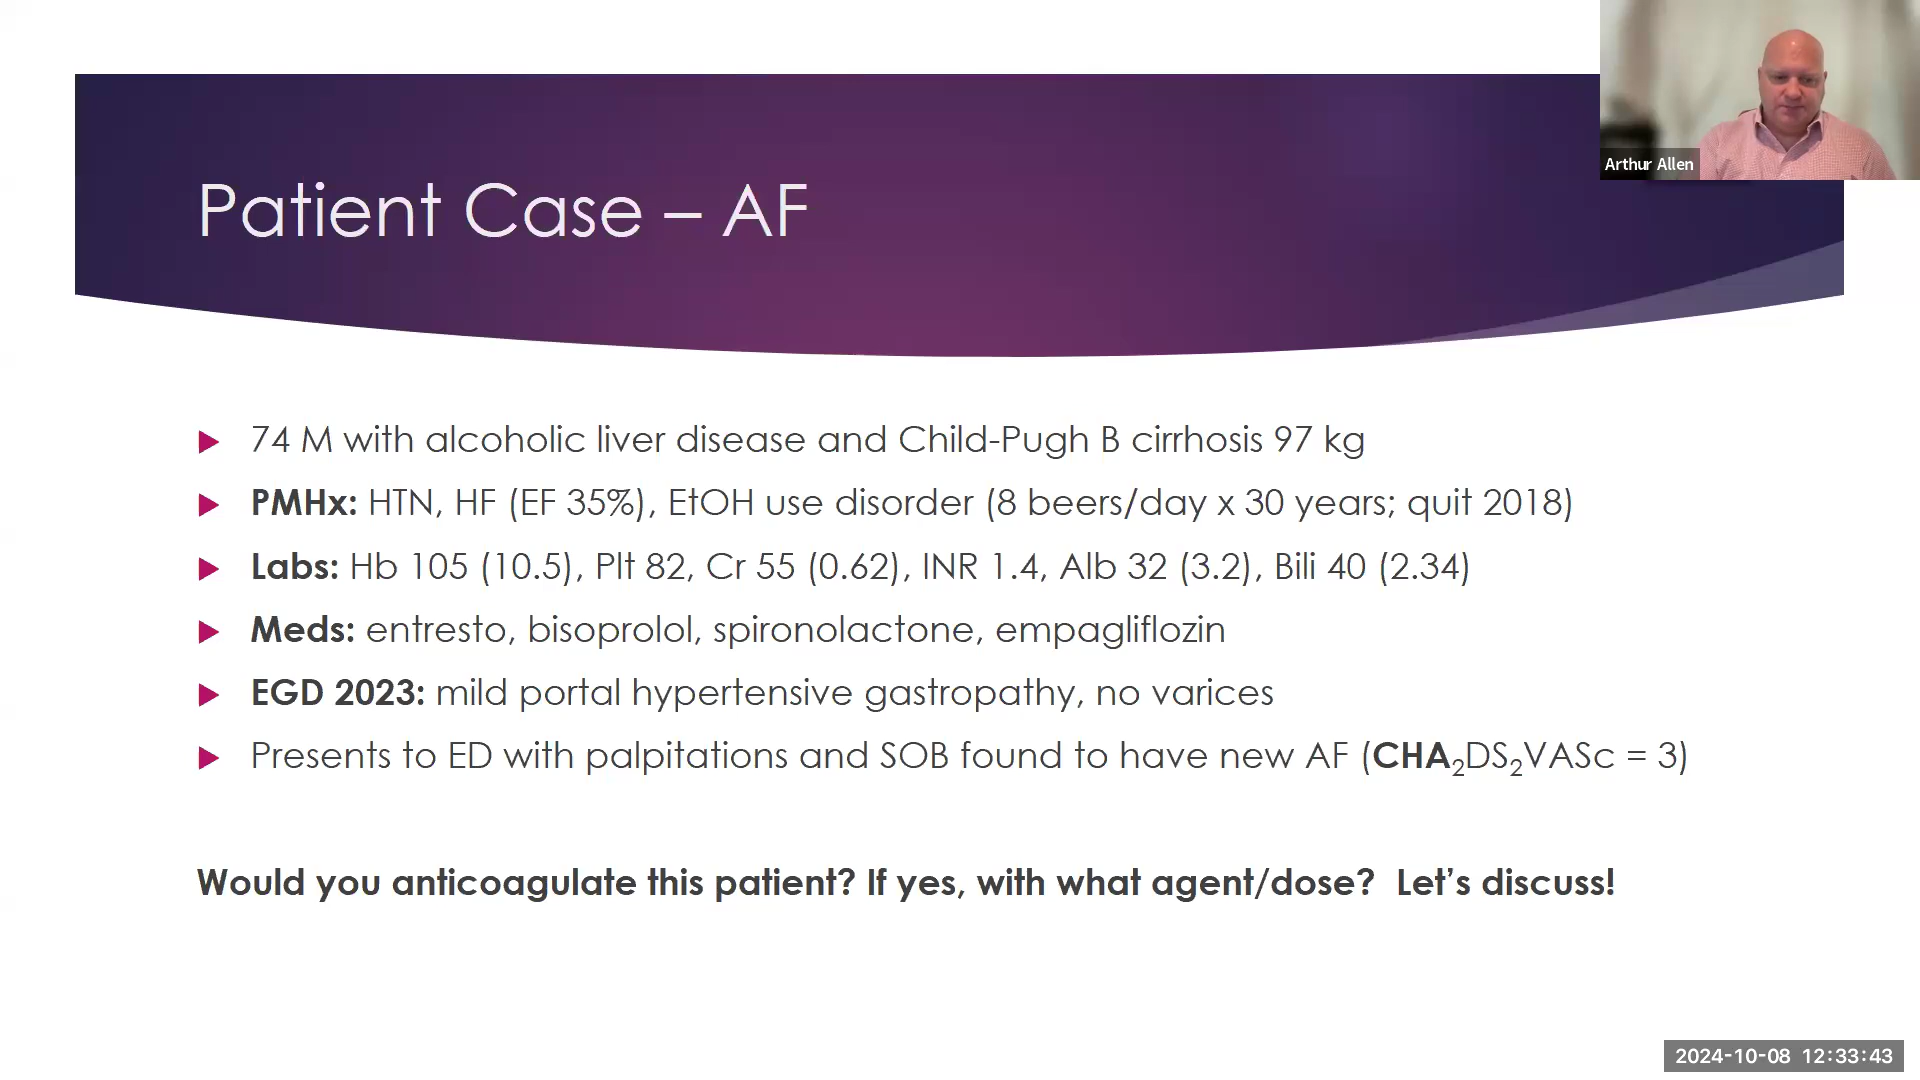 Arthur Allen
Patient Case – AF
74 M with alcoholic liver disease and Child-Pugh B cirrhosis 97 kg
PMHx: HTN, HF (EF 35%), EtOH use disorder (8 beers/day x 30 years; quit 2018)
Labs: Hb 105 (10.5), Plt 82, Cr 55 (0.62), INR 1.4, Alb 32 (3.2), Bili 40 (2.34)
Meds: entresto, bisoprolol, spironolactone, empagliflozin
EGD 2023: mild portal hypertensive gastropathy, no varices
Presents to ED with palpitations and SOB found to have new AF (CHA₂DS₂VASc = 3)
Would you anticoagulate this patient? If yes, with what agent/dose?  Let’s discuss!
2024-10-08 12:33:43